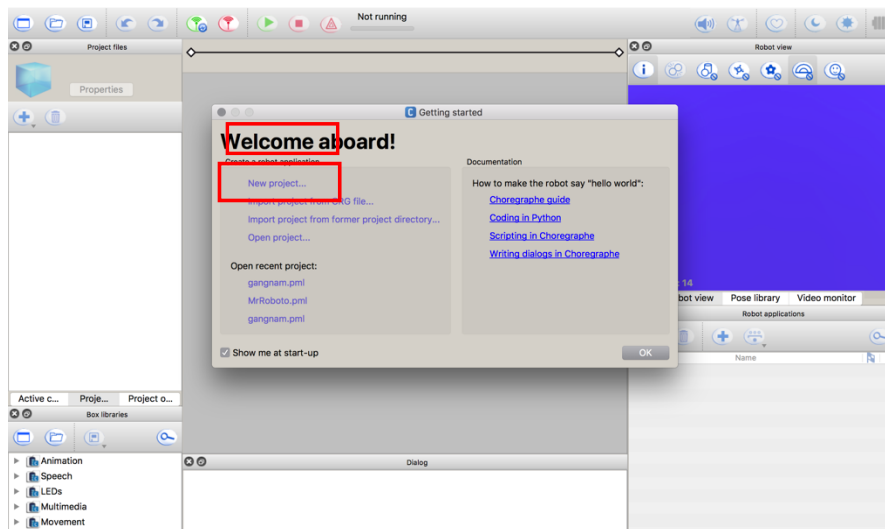 Not running
Project files
Robot view
Properties
Getting started
Welcome aboard!
Create a robot application
New project...
Import project from CRG file...
Import project from former project directory...
Open project...
Open recent project:
gangnam.pml
MrRoboto.pml
gangnam.pml
Show me at start-up
Documentation
How to make the robot say "hello world":
Choregraphe guide
Coding in Python
Scripting in Choregraphe
Writing dialogs in Choregraphe
OK
: 14
bot view Pose library Video monitor
Robot applications
Name
Active c... Proje... Project o...
Box libraries
Animation
Speech
LEDs
Multimedia
Movement
Dialog